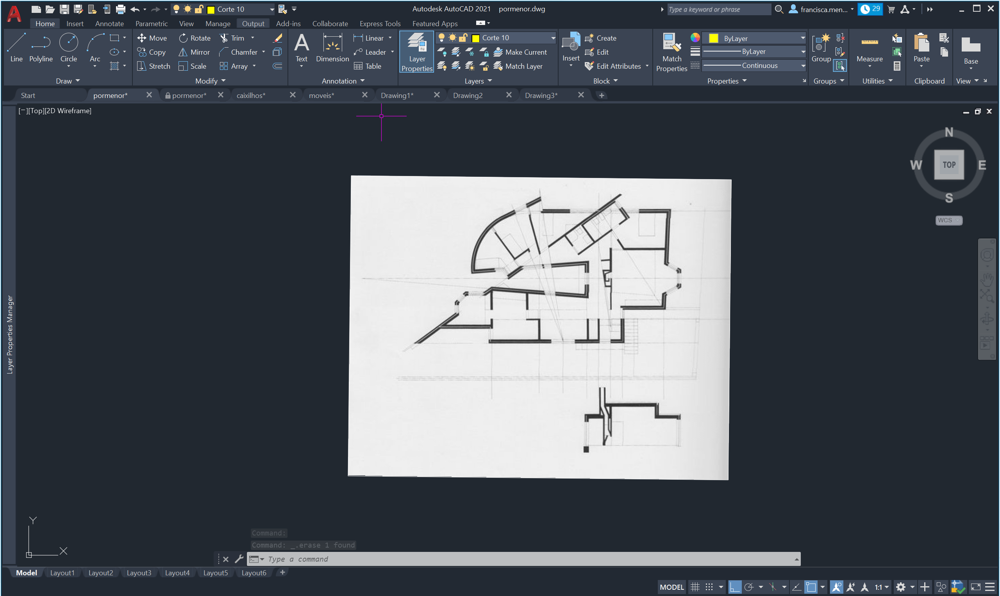 Corte 10
Autodesk AutoCAD 2021 pormenor.dwg
Type a keyword or phrase
francisca.men...
29
Home Insert Annotate Parametric View Manage Output Add-ins Collaborate Express Tools Featured Apps
Line Polyline Circle Arc
Draw
Move Rotate Trim
Copy Mirror Chamfer
Stretch Scale Array
Modify
Text Dimension
Linear
Leader
Table
Annotation
Layer Properties
Corte 10
Make Current
Match Layer
Layers
Insert
Create
Edit
Edit Attributes
Block
Match Properties
ByLayer
ByLayer
Continuous
Properties
Group
Groups
Measure
Utilities
Paste
Clipboard
Base
View
Start pormenor* pormenor* caixilhos* moveis* Drawing1* Drawing2 Drawing3*
[−][Top][2D Wireframe]
N
W TOP E
S
WCS
Layer Properties Manager
Y
X
Command:
Command: _.erase 1 found
Type a command
Model Layout1 Layout2 Layout3 Layout4 Layout5 Layout6
MODEL 1:1